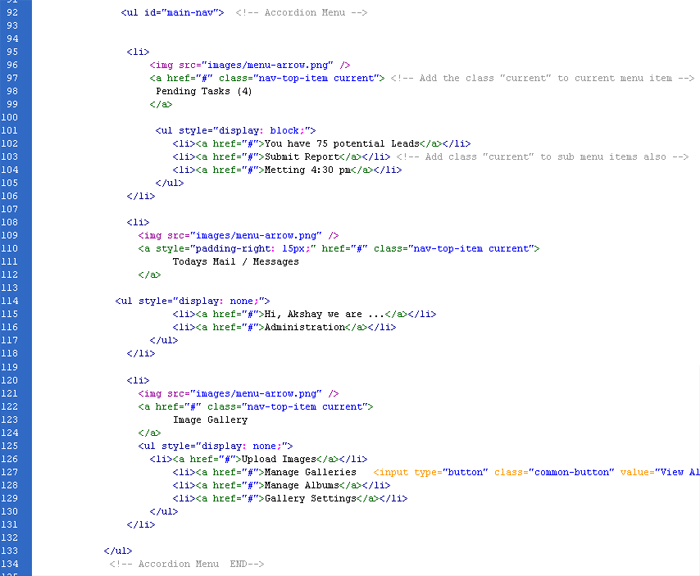 92 <ul id="main-nav"> <!-- Accordion Menu -->
93
94
95 <li>
96 <img src="images/menu-arrow.png" />
97 <a href="#" class="nav-top-item current"> <!-- Add the class "current" to current menu item -->
98 Pending Tasks (4)
99 </a>
100
101 <ul style="display: block;">
102 <li><a href="#">You have 75 potential Leads</a></li>
103 <li><a href="#">Submit Report</a></li> <!-- Add class "current" to sub menu items also -->
104 <li><a href="#">Metting 4:30 pm</a></li>
105 </ul>
106 </li>
107
108 <li>
109 <img src="images/menu-arrow.png" />
110 <a style="padding-right: 15px;" href="#" class="nav-top-item current">
111 Todays Mail / Messages
112 </a>
113
114 <ul style="display: none;">
115 <li><a href="#">Hi, Akshay we are ...</a></li>
116 <li><a href="#">Administration</a></li>
117 </ul>
118 </li>
119
120 <li>
121 <img src="images/menu-arrow.png" />
122 <a href="#" class="nav-top-item current">
123 Image Gallery
124 </a>
125 <ul style="display: none;">
126 <li><a href="#">Upload Images</a></li>
127 <li><a href="#">Manage Galleries <input type="button" class="common-button" value="View Al
128 <li><a href="#">Manage Albums</a></li>
129 <li><a href="#">Gallery Settings</a></li>
130 </ul>
131 </li>
132
133 </ul>
134 <!-- Accordion Menu END-->